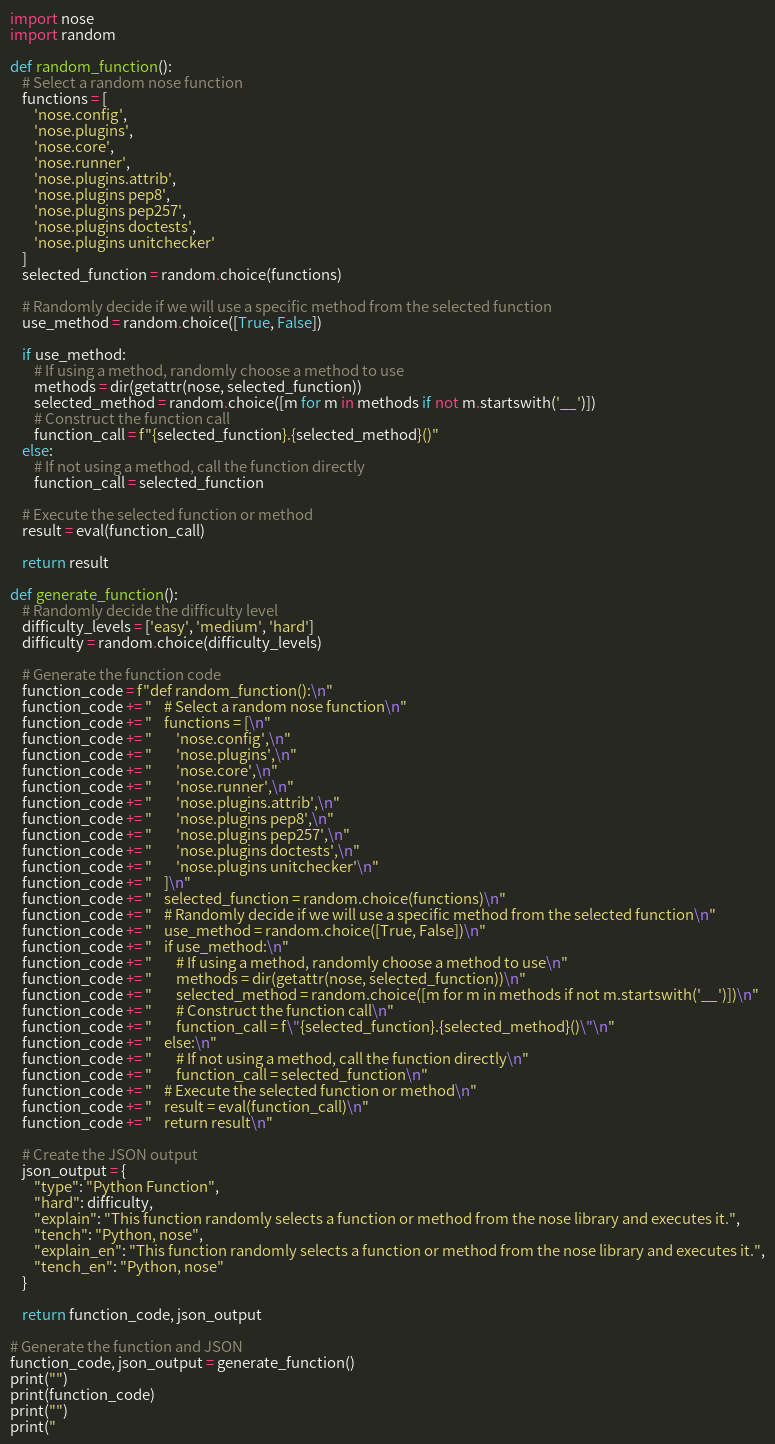 import nose
import random
def random_function():
# Select a random nose function
functions = [
'nose.config',
'nose.plugins',
'nose.core',
'nose.runner',
'nose.plugins.attrib',
'nose.plugins pep8',
'nose.plugins pep257',
'nose.plugins doctests',
'nose.plugins unitchecker'
]
selected_function = random.choice(functions)
# Randomly decide if we will use a specific method from the selected function
use_method = random.choice([True, False])
if use_method:
# If using a method, randomly choose a method to use
methods = dir(getattr(nose, selected_function))
selected_method = random.choice([m for m in methods if not m.startswith('__')])
# Construct the function call
function_call = f"{selected_function}.{selected_method}()"
else:
# If not using a method, call the function directly
function_call = selected_function
# Execute the selected function or method
result = eval(function_call)
return result
def generate_function():
# Randomly decide the difficulty level
difficulty_levels = ['easy', 'medium', 'hard']
difficulty = random.choice(difficulty_levels)
# Generate the function code
function_code = f"def random_function():\n"
function_code += "    # Select a random nose function\n"
function_code += "    functions = [\n"
function_code += "        'nose.config',\n"
function_code += "        'nose.plugins',\n"
function_code += "        'nose.core',\n"
function_code += "        'nose.runner',\n"
function_code += "        'nose.plugins.attrib',\n"
function_code += "        'nose.plugins pep8',\n"
function_code += "        'nose.plugins pep257',\n"
function_code += "        'nose.plugins doctests',\n"
function_code += "        'nose.plugins unitchecker'\n"
function_code += "    ]\n"
function_code += "    selected_function = random.choice(functions)\n"
function_code += "    # Randomly decide if we will use a specific method from the selected function\n"
function_code += "    use_method = random.choice([True, False])\n"
function_code += "    if use_method:\n"
function_code += "        # If using a method, randomly choose a method to use\n"
function_code += "        methods = dir(getattr(nose, selected_function))\n"
function_code += "        selected_method = random.choice([m for m in methods if not m.startswith('__')])\n"
function_code += "        # Construct the function call\n"
function_code += "        function_call = f\"{selected_function}.{selected_method}()\"\n"
function_code += "    else:\n"
function_code += "        # If not using a method, call the function directly\n"
function_code += "        function_call = selected_function\n"
function_code += "    # Execute the selected function or method\n"
function_code += "    result = eval(function_call)\n"
function_code += "    return result\n"
# Create the JSON output
json_output = {
"type": "Python Function",
"hard": difficulty,
"explain": "This function randomly selects a function or method from the nose library and executes it.",
"tench": "Python, nose",
"explain_en": "This function randomly selects a function or method from the nose library and executes it.",
"tench_en": "Python, nose"
}
return function_code, json_output
# Generate the function and JSON
function_code, json_output = generate_function()
print("")
print(function_code)
print("")
print("